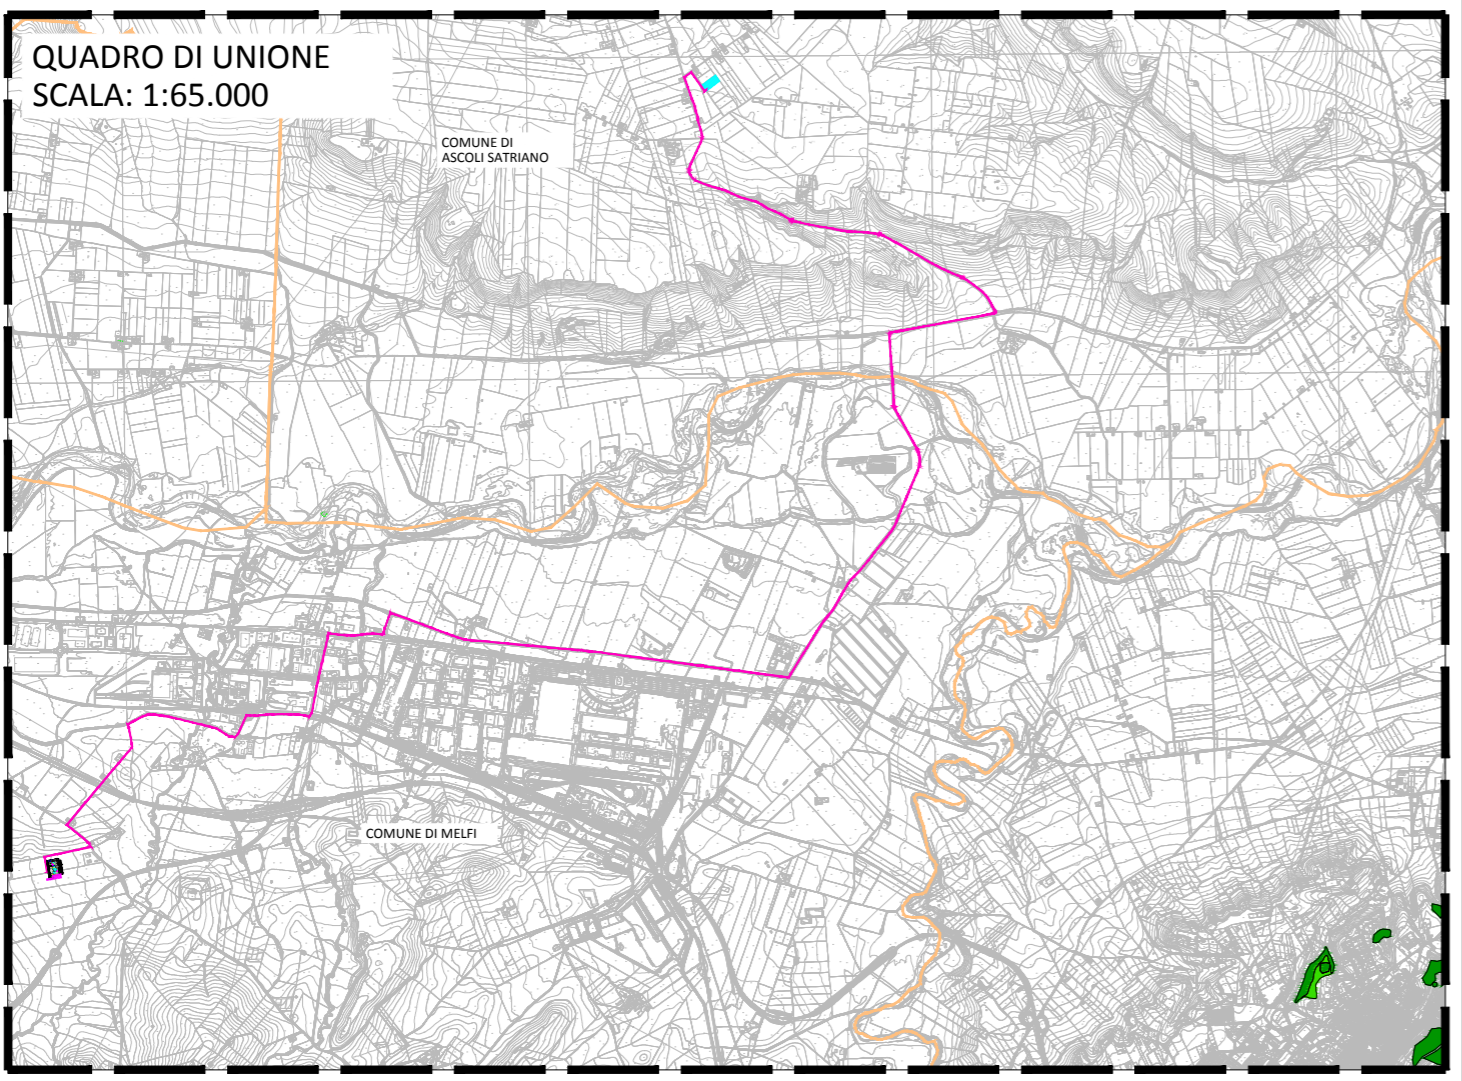 QUADRO DI UNIONE
SCALA: 1:65.000
COMUNE DI
ASCOLI SATRIANO
COMUNE DI MELFI